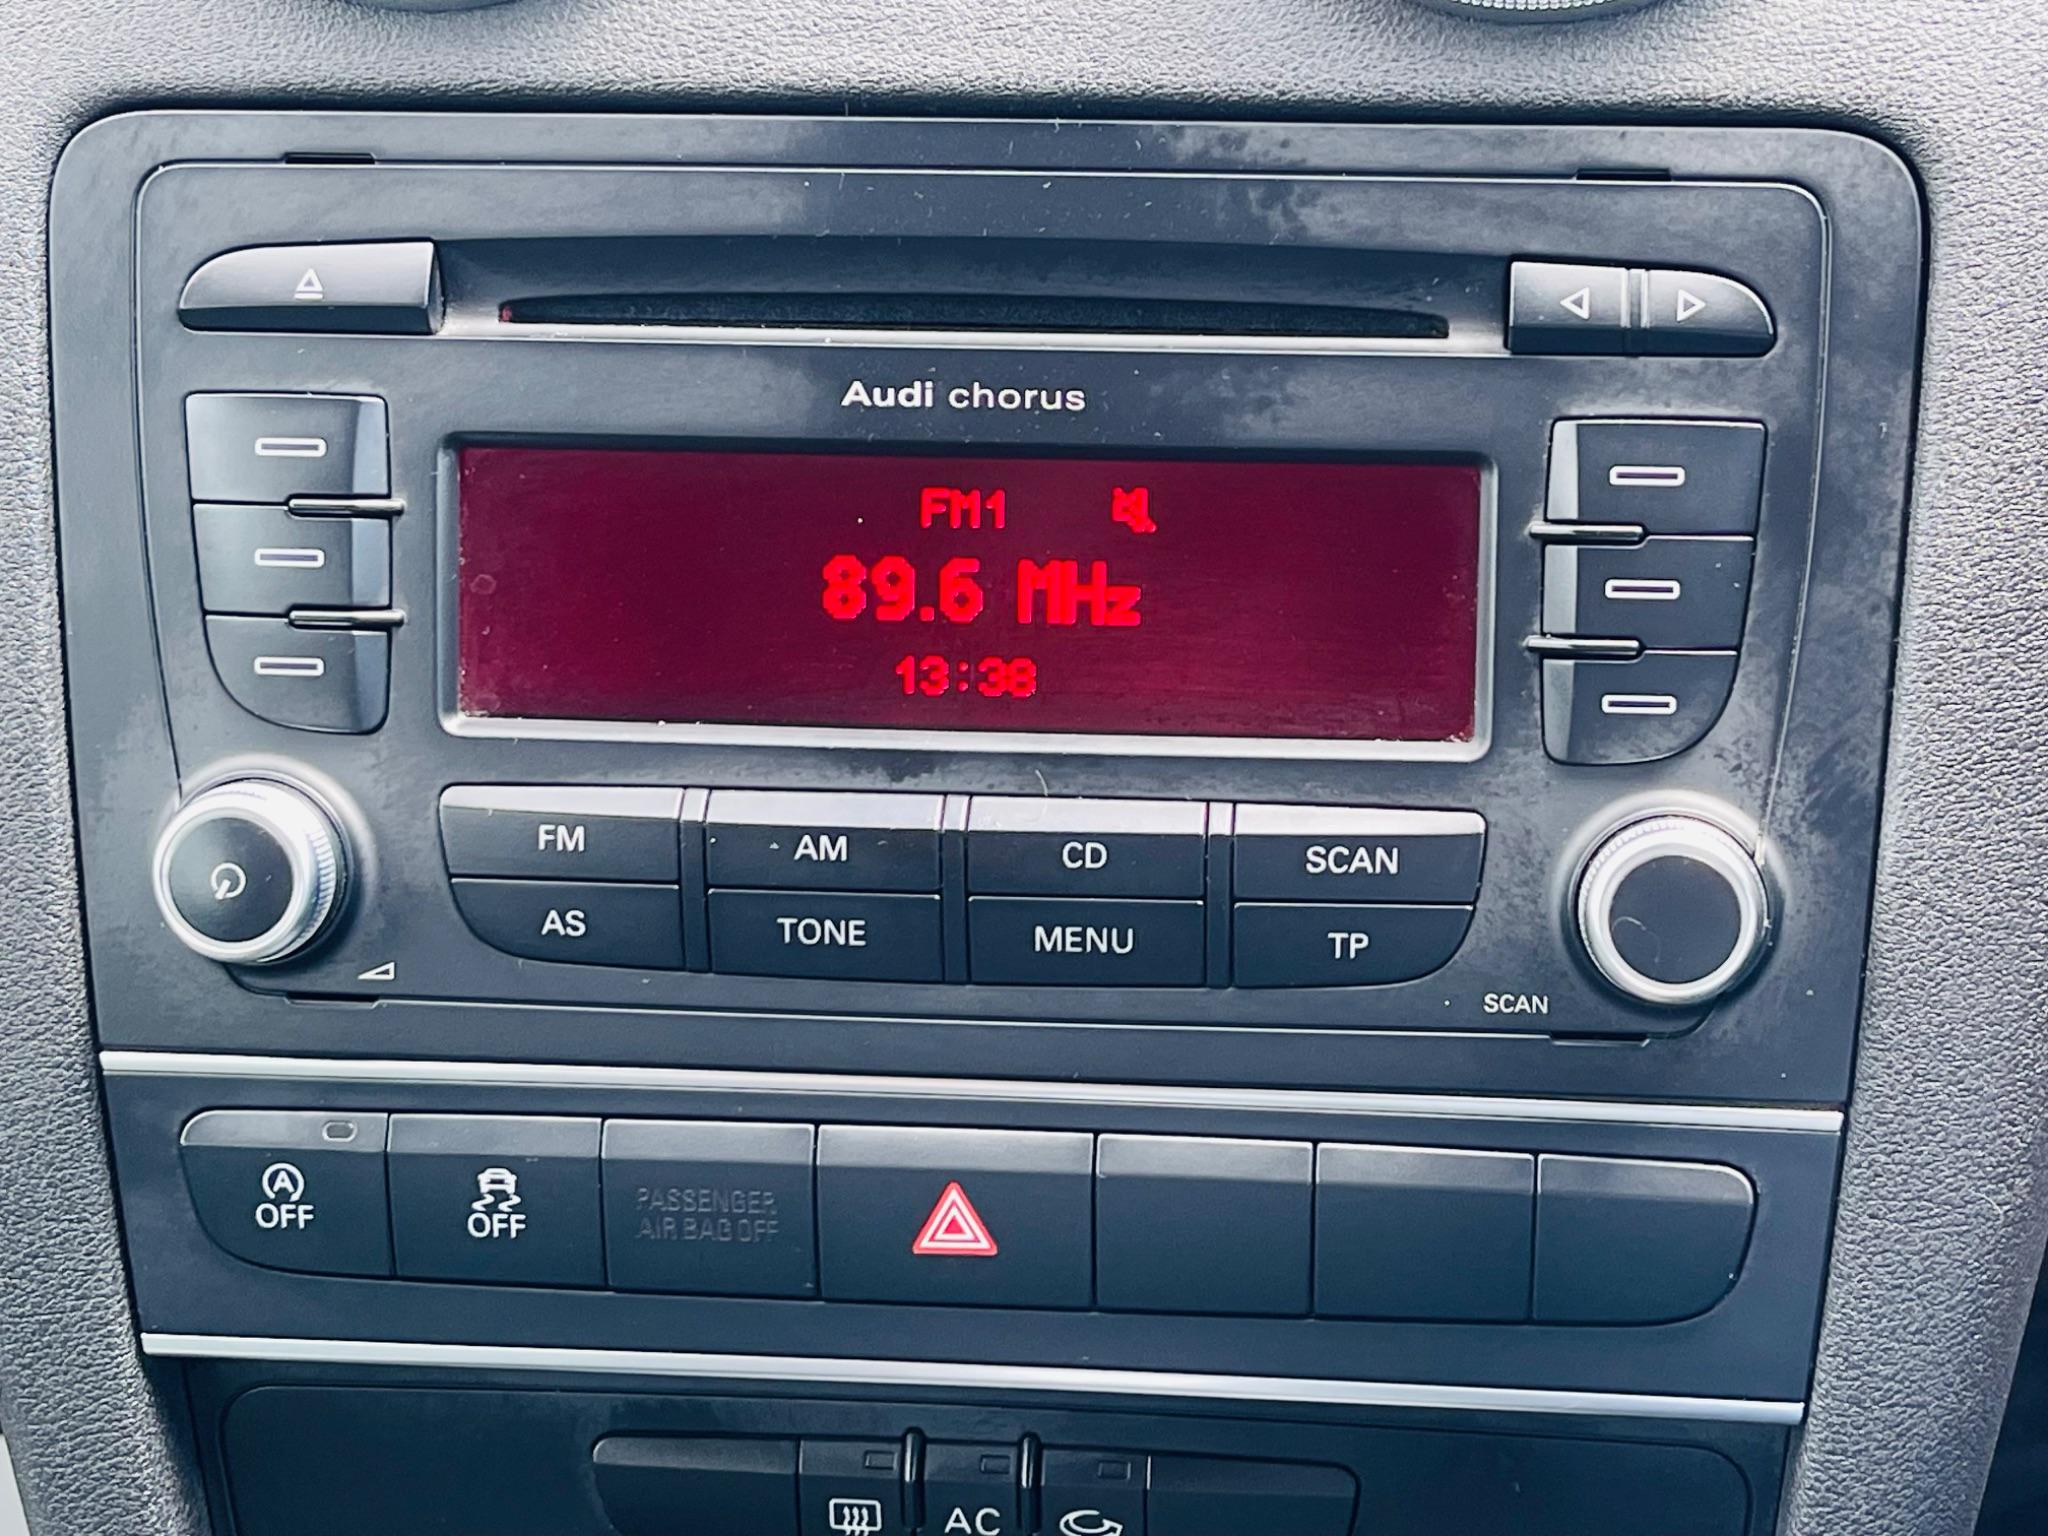 Audi chorus
FM1
89.6 MHz
13:38
FM
AM
CD
SCAN
AS
TONE
MENU
TP
SCAN
A
OFF
OFF
PASSENGER
AIR BAG OFF
AC